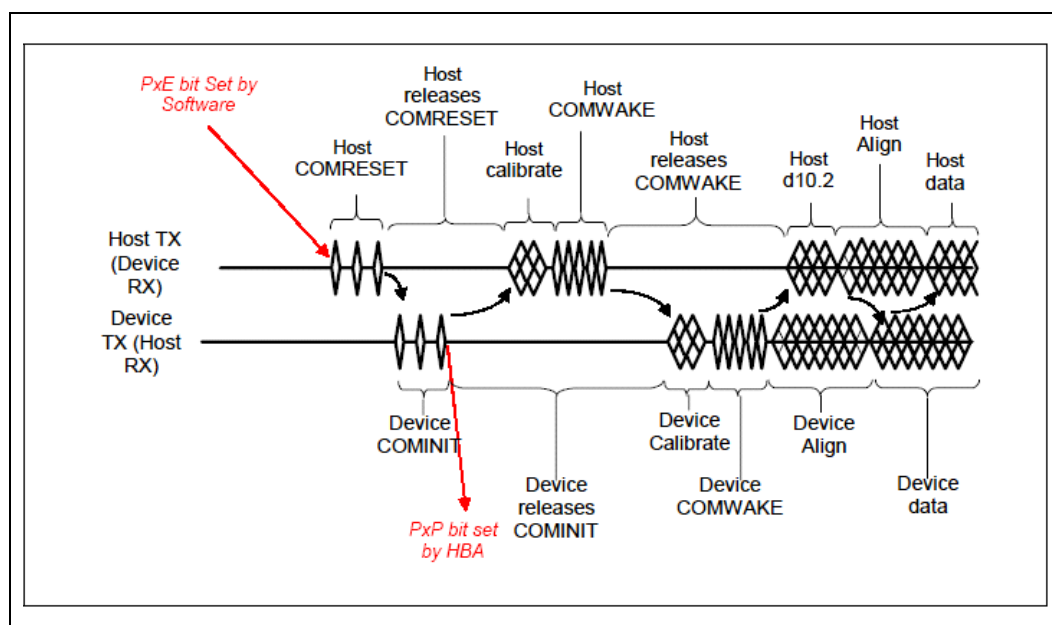 PxE bit Set by
Software
Host
COMRESET
Host
releases
COMRESET
Host
calibrate
Host
COMWAKE
Host
releases
COMWAKE
Host
d10.2
Host
Align
Host
data
Host TX
(Device
RX)
Device
TX (Host
RX)
Device
COMINIT
PxP bit set
by HBA
Device
releases
COMINIT
Device
Calibrate
Device
COMWAKE
Device
Align
Device
data